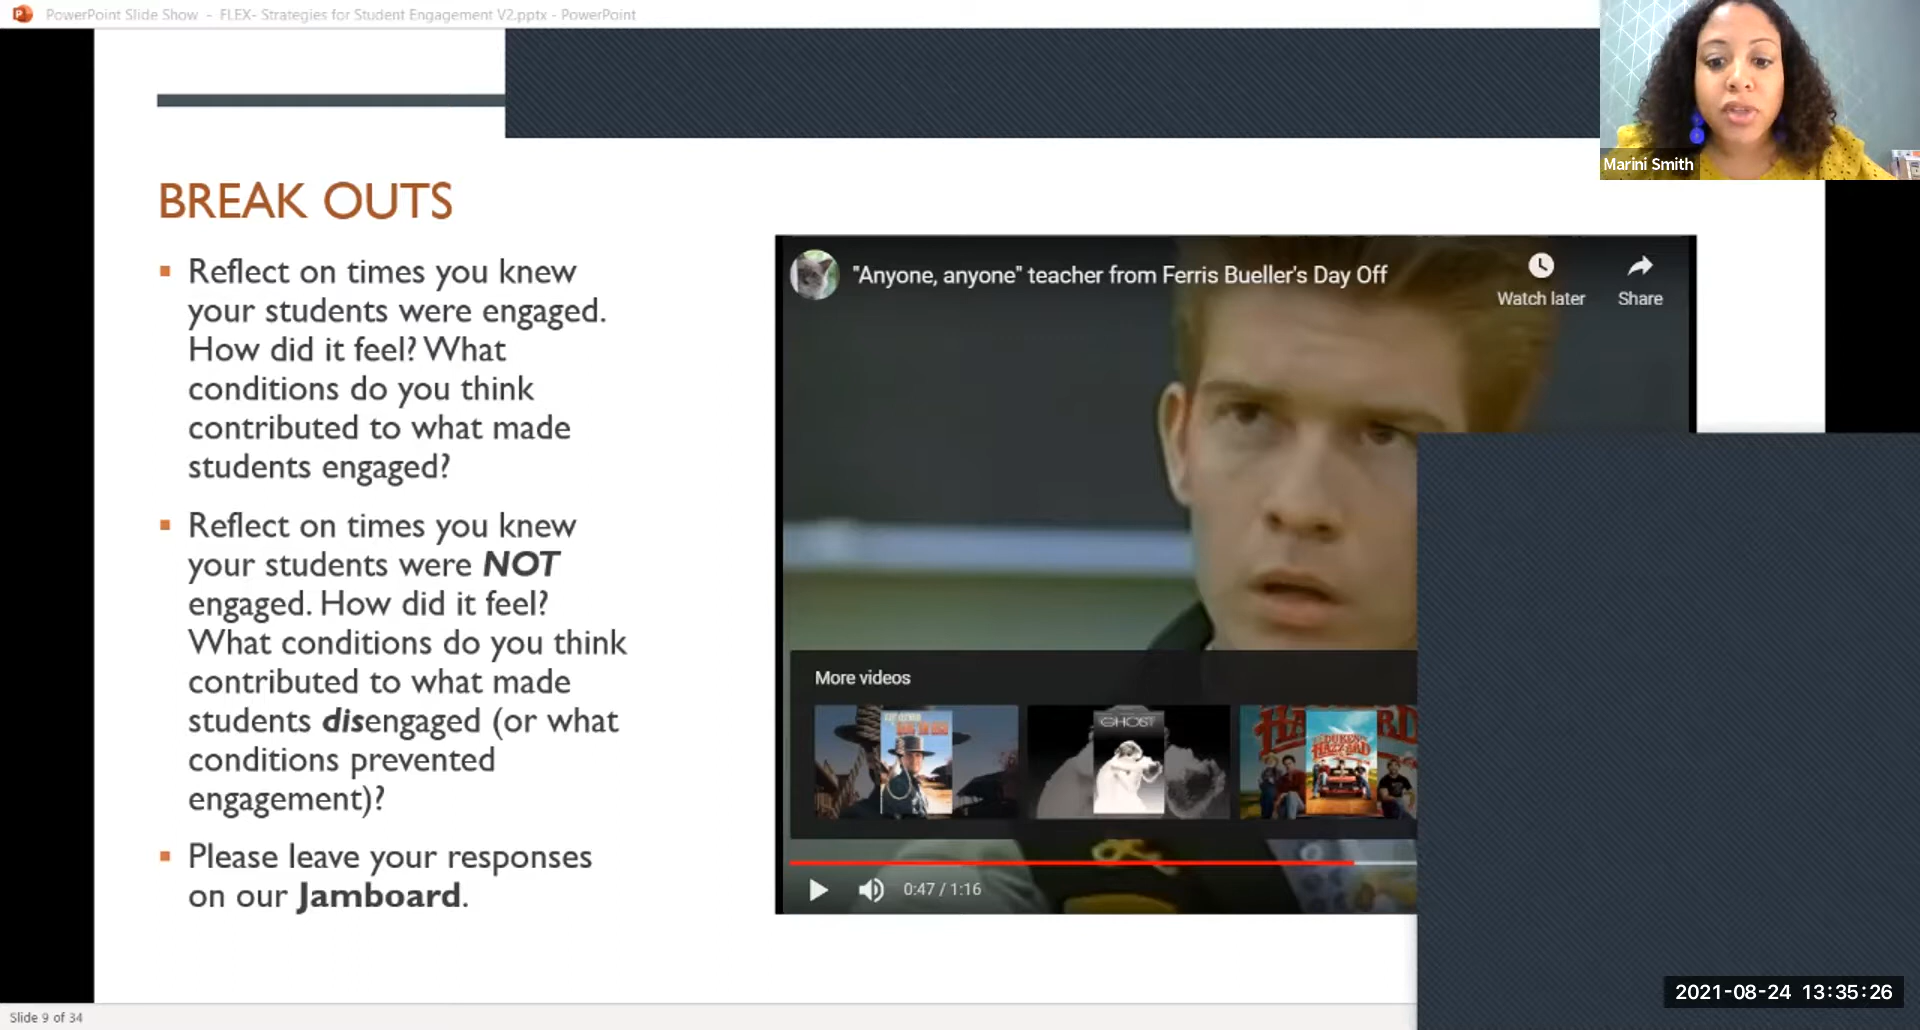 PowerPoint Slide Show - FLEX- Strategies for Student Engagement V2.pptx - PowerPoint
Marini Smith
BREAK OUTS
Reflect on times you knew
your students were engaged.
How did it feel? What
conditions do you think
contributed to what made
students engaged?
Reflect on times you knew
your students were NOT
engaged. How did it feel?
What conditions do you think
contributed to what made
students disengaged (or what
conditions prevented
engagement)?
Please leave your responses
on our Jamboard.
"Anyone, anyone" teacher from Ferris Bueller's Day Off
Watch later
Share
More videos
GHOST
0:47 / 1:16
2021-08-24 13:35:26
Slide 9 of 34